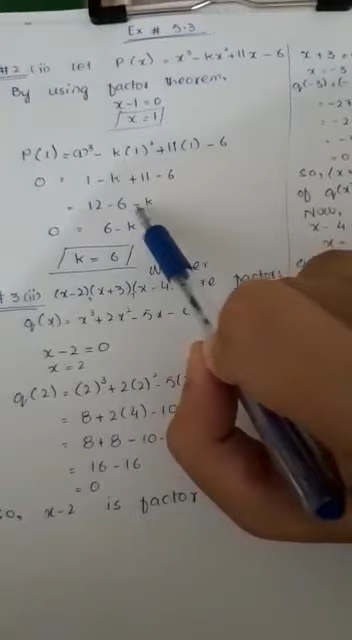 Ex # 5.3
#2 (ii) let P(x) = x³-kx²+11x-6
By using factor theorem.
x-1=0
x=1
P(1)=(1)³-k(1)²+11(1)-6
0 = 1-k+11-6
= 12-6-k
0 = 6-k
k=6
#3(ii) (x-2)(x+3)(x-4 factor
q(x)=x³+2x²-5x-
x-2=0
x=2
q(2)=(2)³+2(2)²-5(
= 8+2(4)-10
= 8+8-10-
= 16-16
= 0
so, x-2 is factor
x+3=
x=-3
q(-3)=(-
=-2
=0
so, (x
of q(x
Now,
x-4
x=